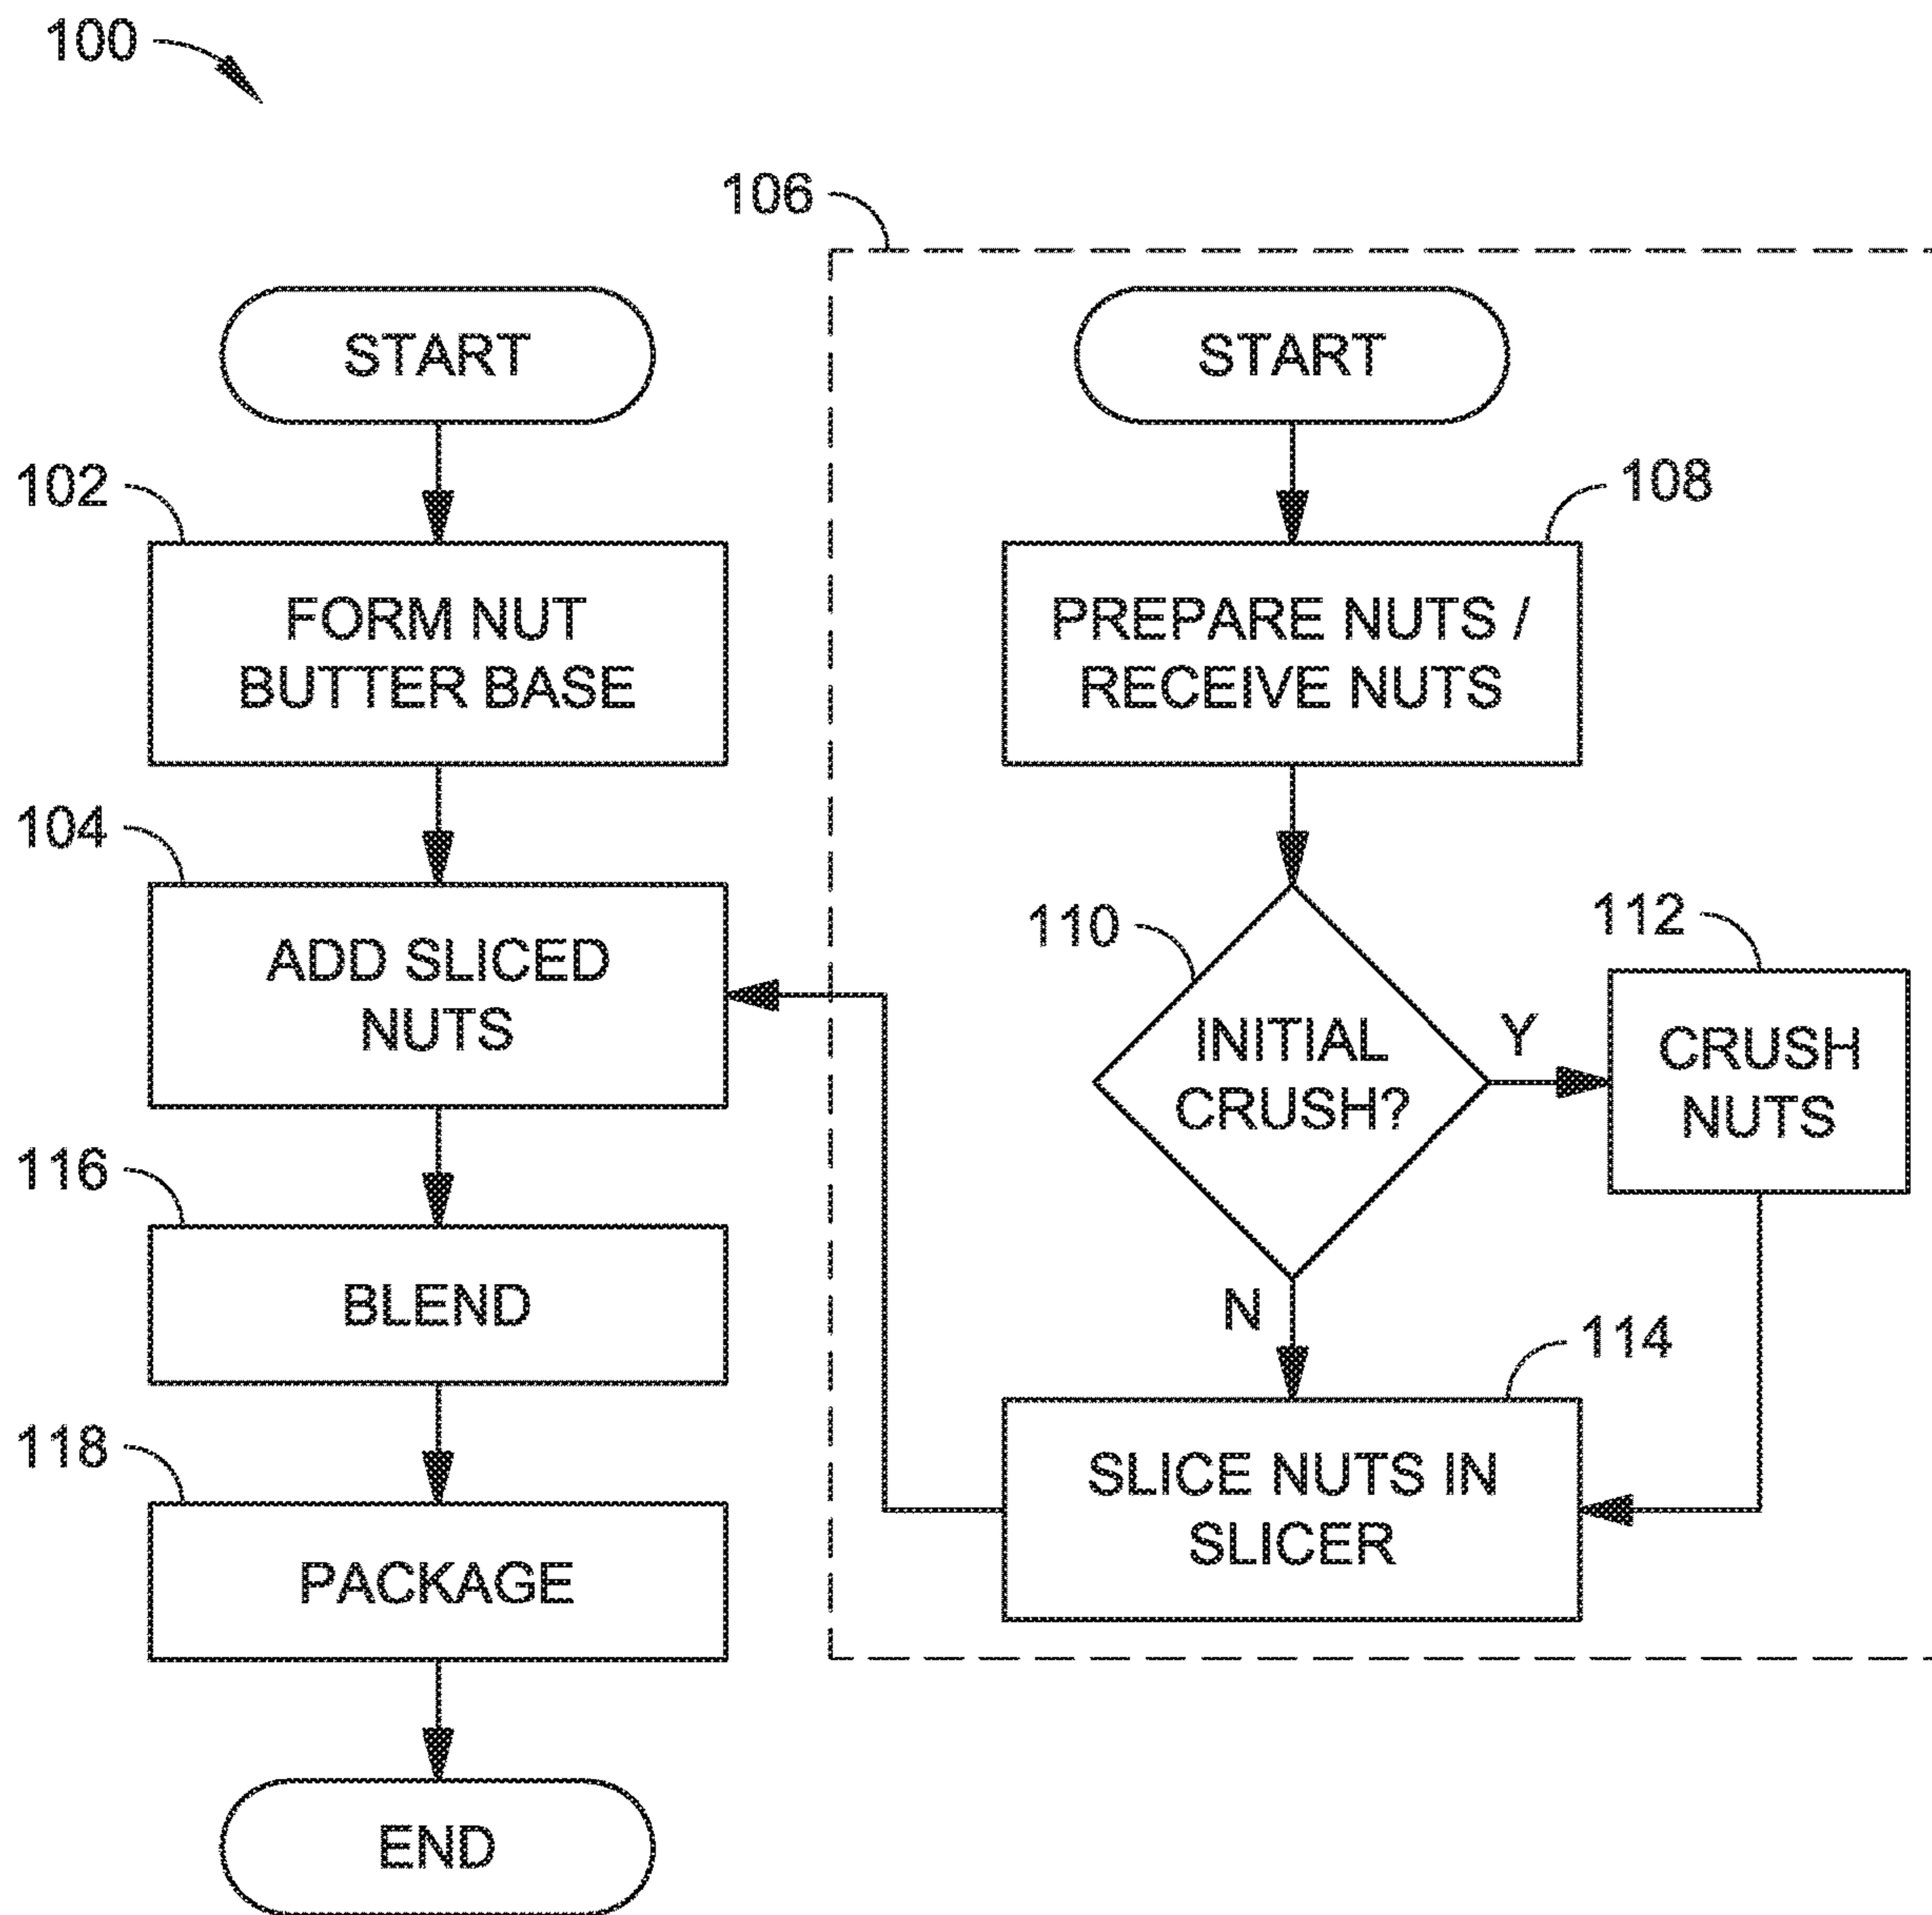 100
106
START
START
102
108
FORM NUT
BUTTER BASE
PREPARE NUTS /
RECEIVE NUTS
104
110
112
ADD SLICED
NUTS
INITIAL
CRUSH?
Y
CRUSH
NUTS
116
BLEND
N
114
118
SLICE NUTS IN
SLICER
PACKAGE
END